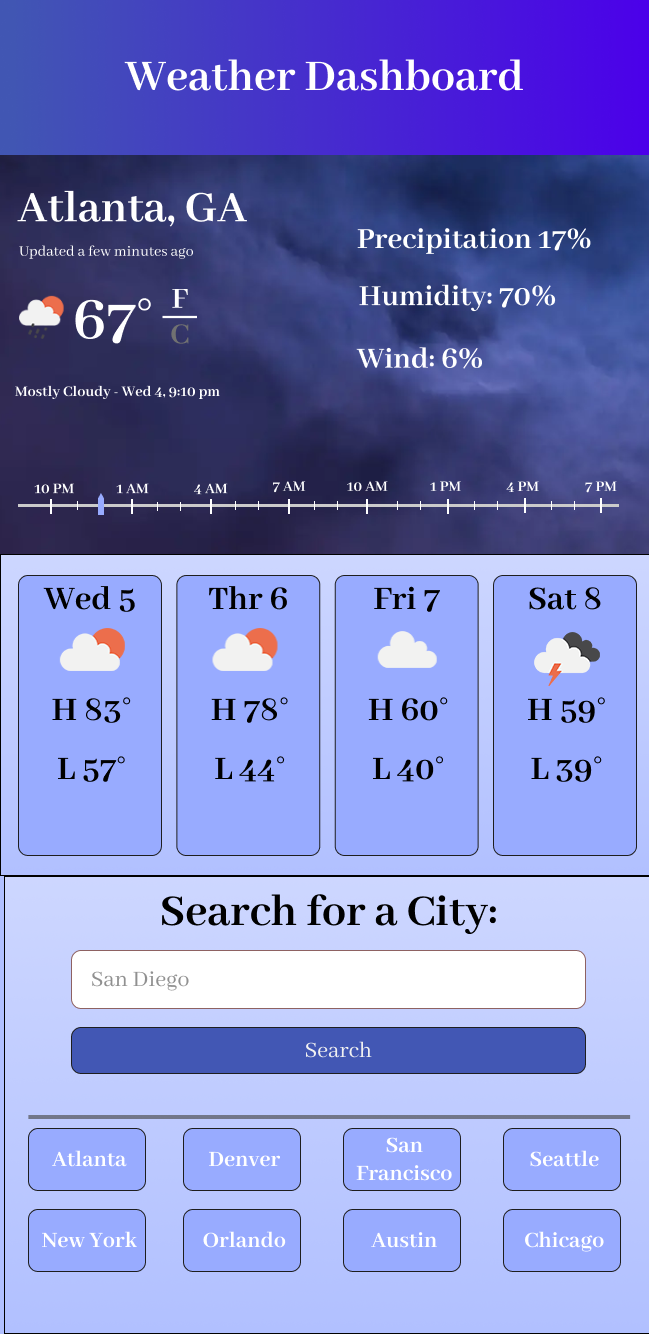 Weather Dashboard
Atlanta, GA
Updated a few minutes ago
67° F
C
Mostly Cloudy - Wed 4, 9:10 pm
Precipitation 17%
Humidity: 70%
Wind: 6%
10 PM 1 AM 4 AM 7 AM 10 AM 1 PM 4 PM 7 PM
Wed 5
H 83°
L 57°
Thr 6
H 78°
L 44°
Fri 7
H 60°
L 40°
Sat 8
H 59°
L 39°
Search for a City:
San Diego
Search
Atlanta
Denver
San
Francisco
Seattle
New York
Orlando
Austin
Chicago